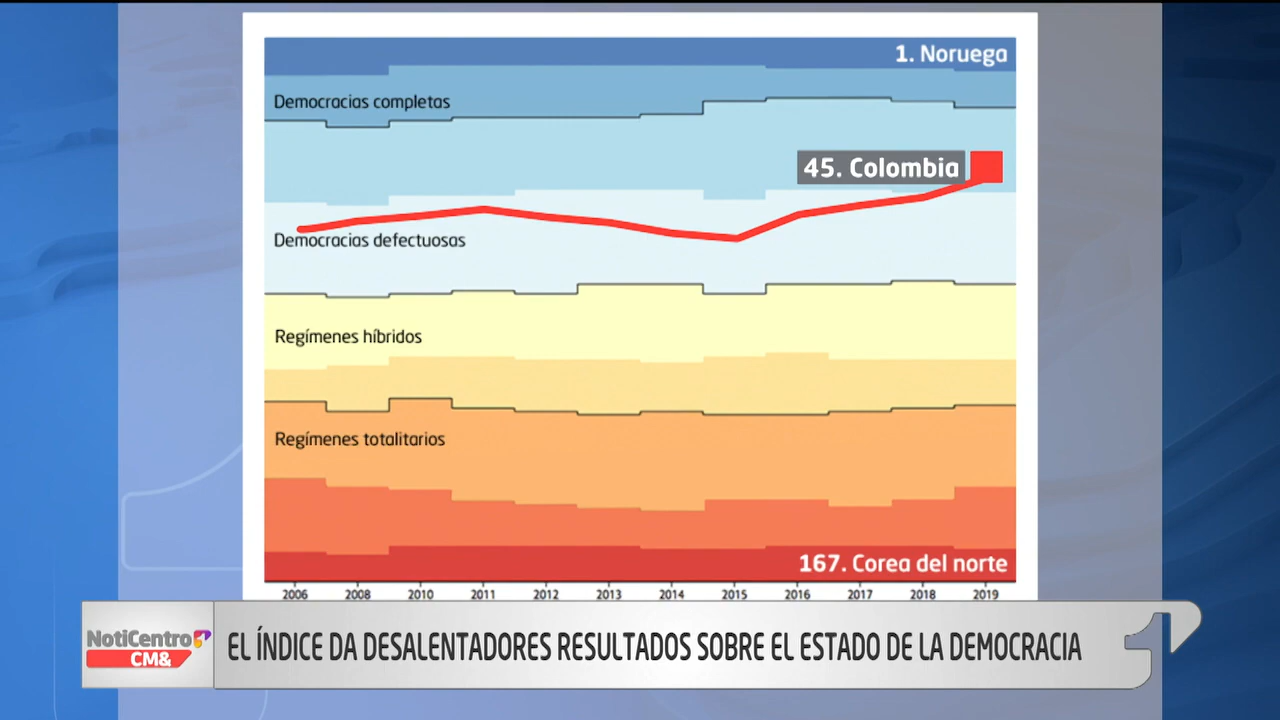 1. Noruega
Democracias completas
45. Colombia
Democracias defectuosas
Regímenes híbridos
Regímenes totalitarios
167. Corea del norte
2006 2008 2010 2011 2012 2013 2014 2015 2016 2017 2018 2019
NotiCentro 1
CM&
EL ÍNDICE DA DESALENTADORES RESULTADOS SOBRE EL ESTADO DE LA DEMOCRACIA
1